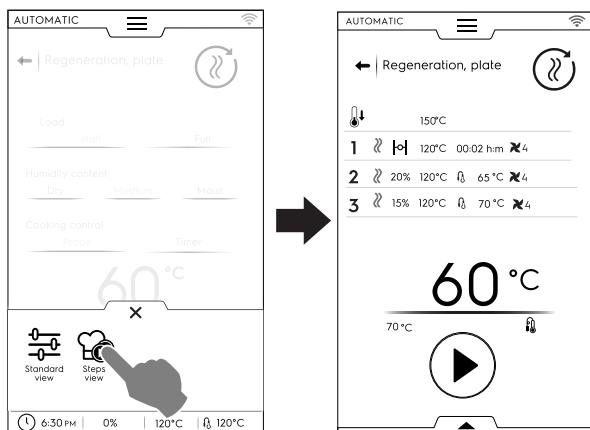 AUTOMATIC
Regeneration, plate
Load
Half Full
Humidity content
Dry Medium Moist
Cooking control
Probe Timer
60 °C
Standard view
Steps view
6:30 PM 0% 120°C 120°C
AUTOMATIC
Regeneration, plate
150°C
1 120°C 00:02 h:m 4
2 20% 120°C 65 °C 4
3 15% 120°C 70 °C 4
60 °C
70 °C